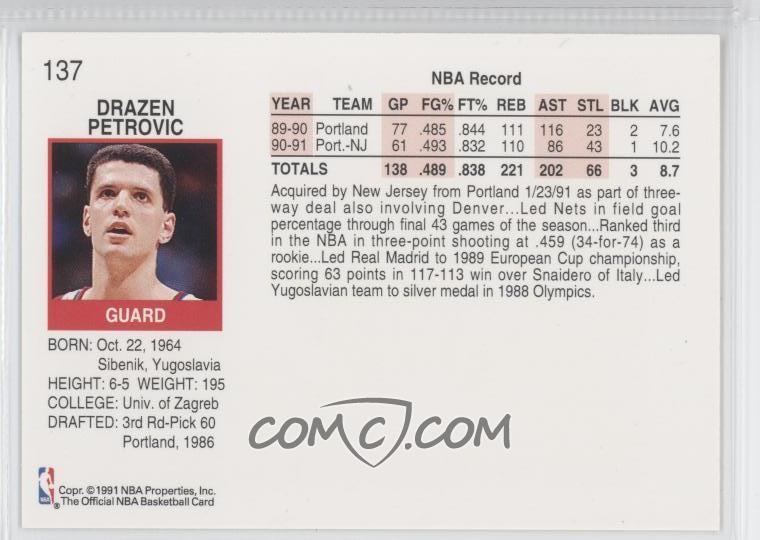 137
DRAZEN
PETROVIC
GUARD
BORN: Oct. 22, 1964
Sibenik, Yugoslavia
HEIGHT: 6-5 WEIGHT: 195
COLLEGE: Univ. of Zagreb
DRAFTED: 3rd Rd-Pick 60
Portland, 1986
NBA
Copr. ©1991 NBA Properties, Inc.
® The Official NBA Basketball Card
NBA Record
YEAR TEAM GP FG% FT% REB AST STL BLK AVG
89-90 Portland 77 .485 .844 111 116 23 2 7.6
90-91 Port.-NJ 61 .493 .832 110 86 43 1 10.2
TOTALS 138 .489 .838 221 202 66 3 8.7
Acquired by New Jersey from Portland 1/23/91 as part of three-
way deal also involving Denver...Led Nets in field goal
percentage through final 43 games of the season...Ranked third
in the NBA in three-point shooting at .459 (34-for-74) as a
rookie...Led Real Madrid to 1989 European Cup championship,
scoring 63 points in 117-113 win over Snaidero of Italy...Led
Yugoslavian team to silver medal in 1988 Olympics.
COMC.COM